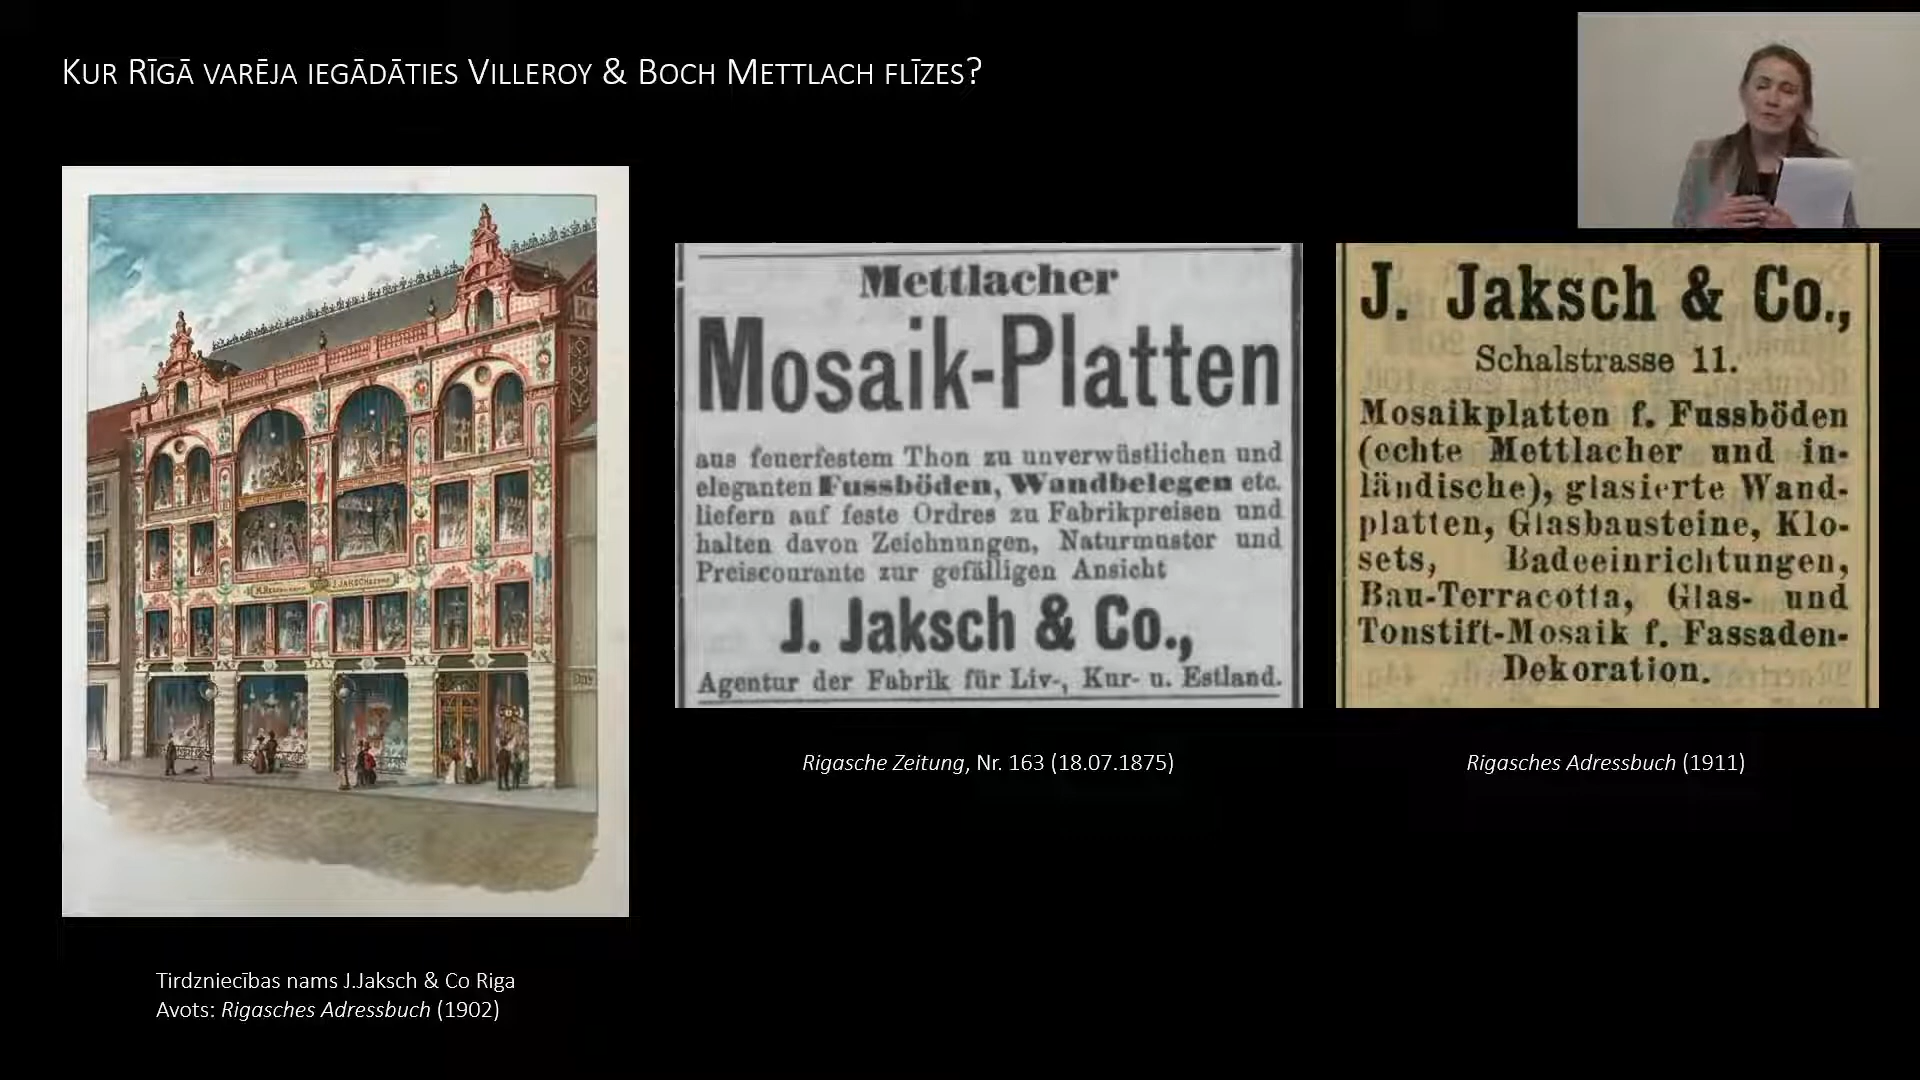 KUR RĪGĀ VARĒJA IEGĀDĀTIES VILLEROY & BOCH METTLACH FLĪZES?
J. JAKSCH
Mettlacher
Mosaik-Platten
aus feuerfestem Thon zu unverwüstlichen und
eleganten Fussböden, Wandbelegen etc.
liefern auf feste Ordres zu Fabrikpreisen und
halten davon Zeichnungen, Naturmuster und
Preiscourante zur gefälligen Ansicht
J. Jaksch & Co.,
Agentur der Fabrik für Liv-, Kur- u. Estland.
Rigasche Zeitung, Nr. 163 (18.07.1875)
J. Jaksch & Co.,
Schalstrasse 11.
Mosaikplatten f. Fussböden
(echte Mettlacher und in-
ländische), glasierte Wand-
platten, Glasbausteine, Klo-
sets, Badeeinrichtungen,
Bau-Terracotta, Glas- und
Tonstift-Mosaik f. Fassaden-
Dekoration.
Rigasches Adressbuch (1911)
Tirdzniecības nams J.Jaksch & Co Riga
Avots: Rigasches Adressbuch (1902)